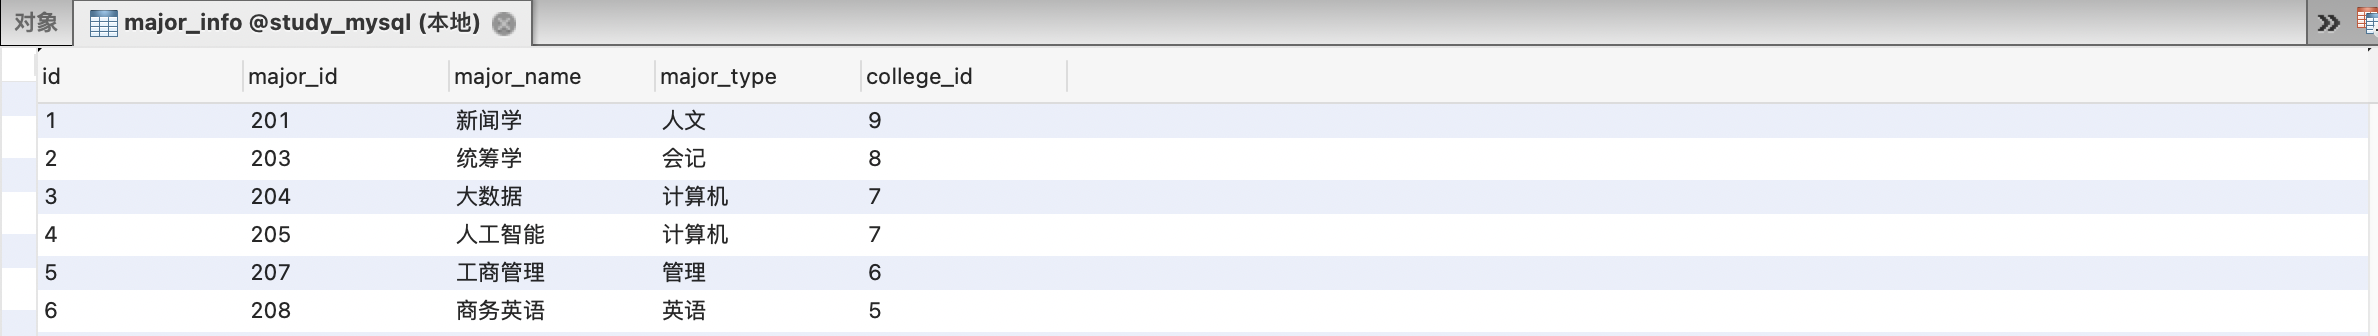 对象 major_info @study_mysql (本地)
id major_id major_name major_type college_id
1 201 新闻学 人文 9
2 203 统筹学 会记 8
3 204 大数据 计算机 7
4 205 人工智能 计算机 7
5 207 工商管理 管理 6
6 208 商务英语 英语 5